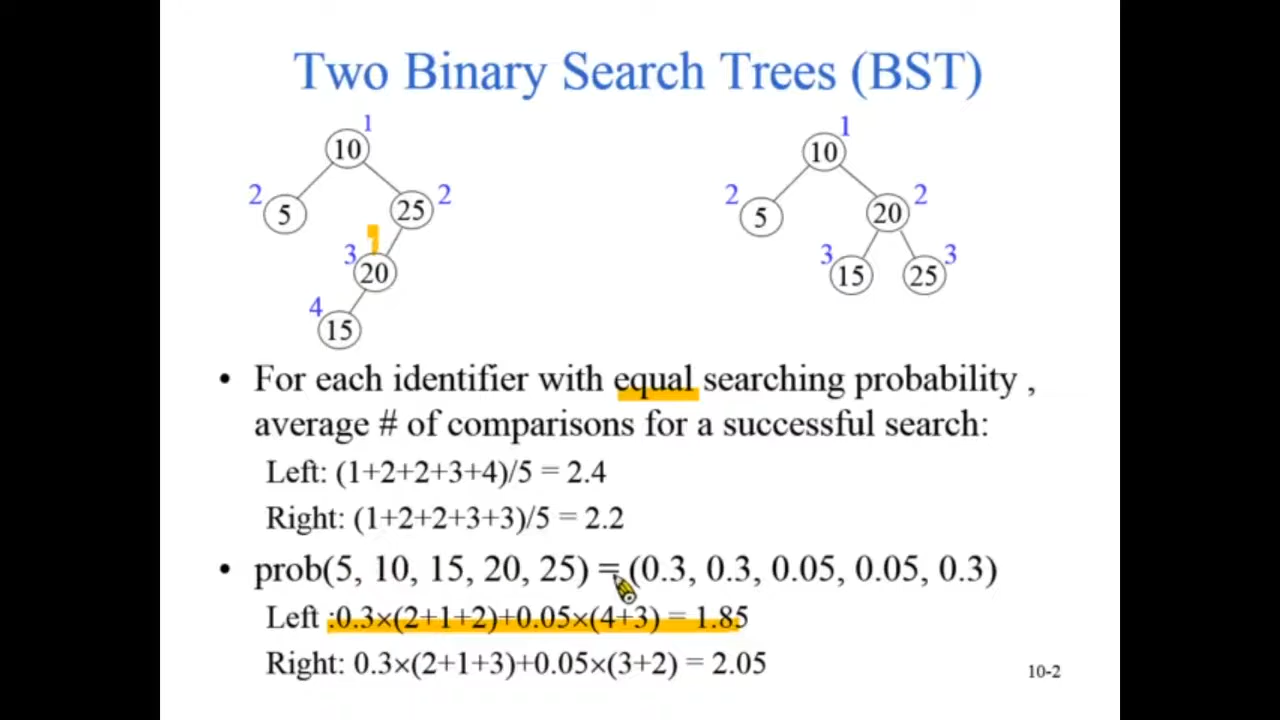 Two Binary Search Trees (BST)
1
10
2
5
25
2
3
20
4
15
1
10
2
5
20
2
3
15
25
3
• For each identifier with equal searching probability ,
average # of comparisons for a successful search:
Left: (1+2+2+3+4)/5 = 2.4
Right: (1+2+2+3+3)/5 = 2.2
• prob(5, 10, 15, 20, 25) = (0.3, 0.3, 0.05, 0.05, 0.3)
Left :0.3×(2+1+2)+0.05×(4+3) = 1.85
Right: 0.3×(2+1+3)+0.05×(3+2) = 2.05
10-2